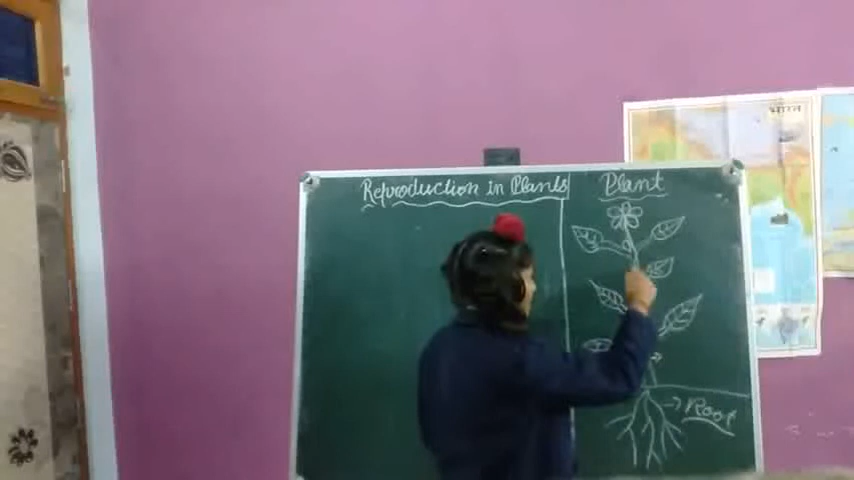 Reproduction in Plants
Plant
Root
भारत